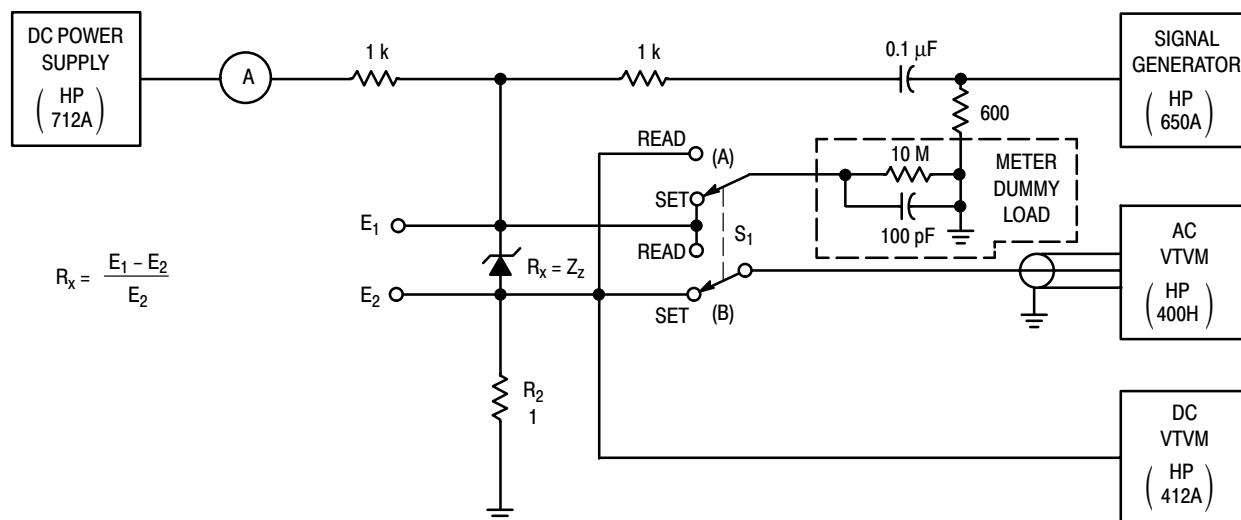 DC POWER
SUPPLY
( HP
712A )
A
1 k
1 k
0.1 μF
SIGNAL
GENERATOR
( HP
650A )
600
READ
(A)
10 M
METER
DUMMY
LOAD
SET
100 pF
E1
READ
S1
AC
VTVM
( HP
400H )
Rx = E1 – E2
E2
Rx = Zz
E2
SET
(B)
R2
1
DC
VTVM
( HP
412A )